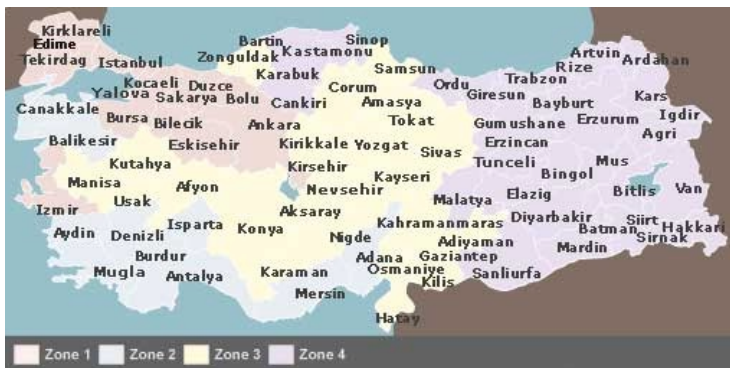 Kirklareli
Edime
Tekirdag
Istanbul
Bartin
Sinop
Zonguldak
Kastamonu
Karabuk
Samsun
Artvin
Rize
Ardahan
Trabzon
Kocaeli
Duzce
Yalova
Sakarya
Bolu
Cankiri
Corum
Amasya
Ordu
Giresun
Bayburt
Kars
Canakkale
Bursa
Bilecik
Ankara
Tokat
Gumushane
Erzurum
Igdir
Agri
Balikesir
Eskisehir
Kirikkale
Yozgat
Sivas
Erzincan
Kutahya
Kirsehir
Kayseri
Tunceli
Bingol
Mus
Manisa
Afyon
Nevsehir
Malatya
Elazig
Bitlis
Van
Izmir
Usak
Aksaray
Aydin
Denizli
Isparta
Konya
Nigde
Kahramanmaras
Diyarbakir
Siirt
Batman
Hakkari
Sirnak
Adiyaman
Mardin
Burdur
Adana
Gaziantep
Mugla
Antalya
Karaman
Osmaniye
Sanliurfa
Kilis
Mersin
Hatay
Zone 1
Zone 2
Zone 3
Zone 4